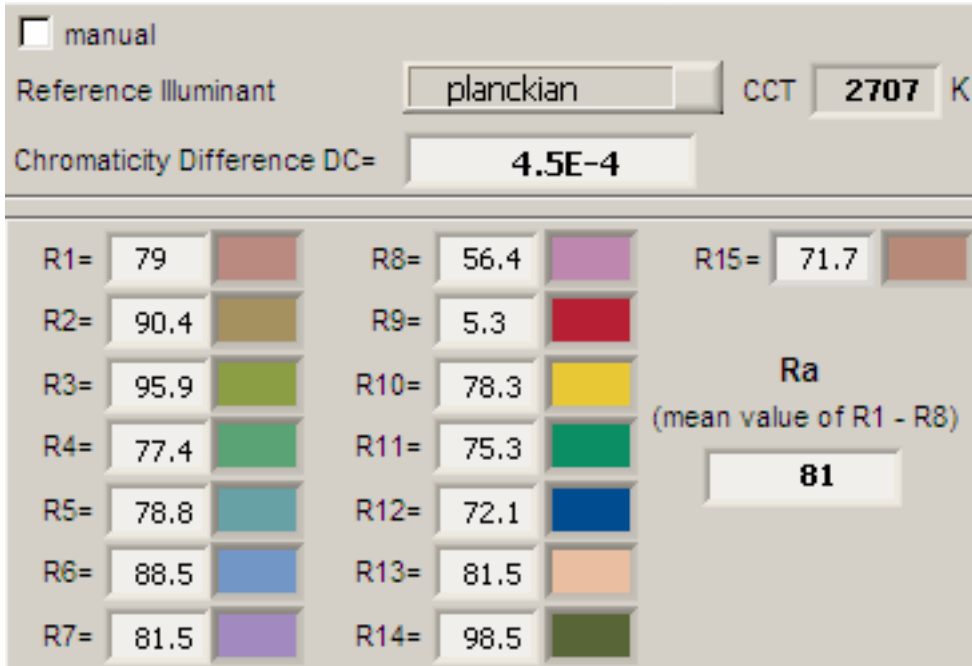 manual
Reference Illuminant planckian CCT 2707 K
Chromaticity Difference DC= 4.5E-4
R1= 79 R8= 56.4 R15= 71.7
R2= 90.4 R9= 5.3
R3= 95.9 R10= 78.3 Ra
(mean value of R1 - R8)
R4= 77.4 R11= 75.3
81
R5= 78.8 R12= 72.1
R6= 88.5 R13= 81.5
R7= 81.5 R14= 98.5